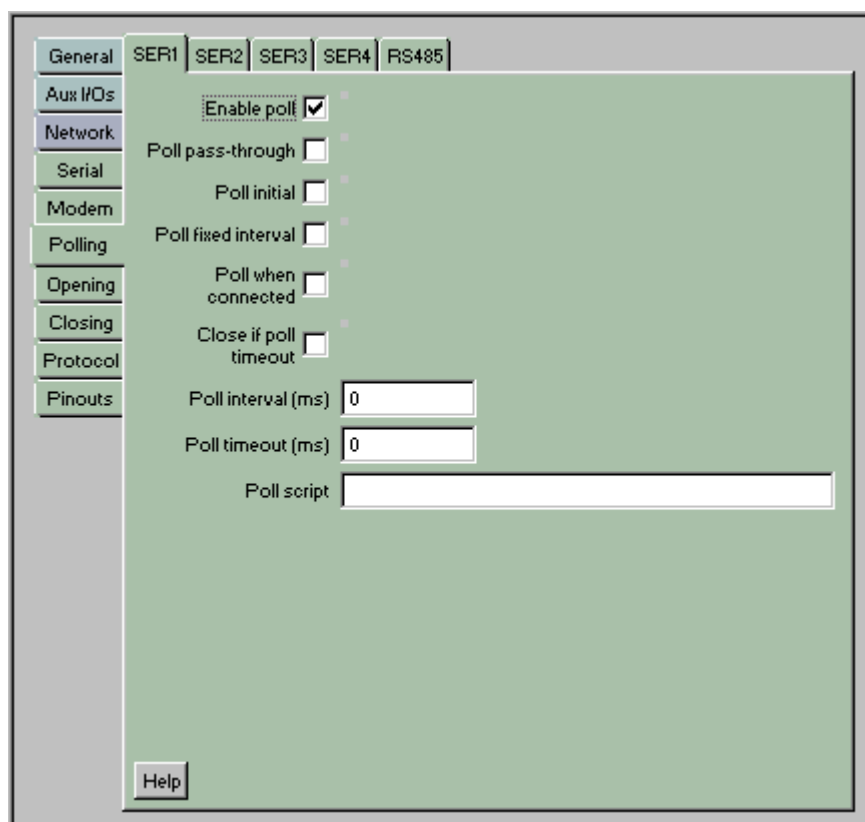 General
Aux I/Os
Network
Serial
Modem
Polling
Opening
Closing
Protocol
Pinouts
SER1 SER2 SER3 SER4 RS485
Enable poll
Poll pass-through
Poll initial
Poll fixed interval
Poll when
connected
Close if poll
timeout
Poll interval (ms) 0
Poll timeout (ms) 0
Poll script
Help